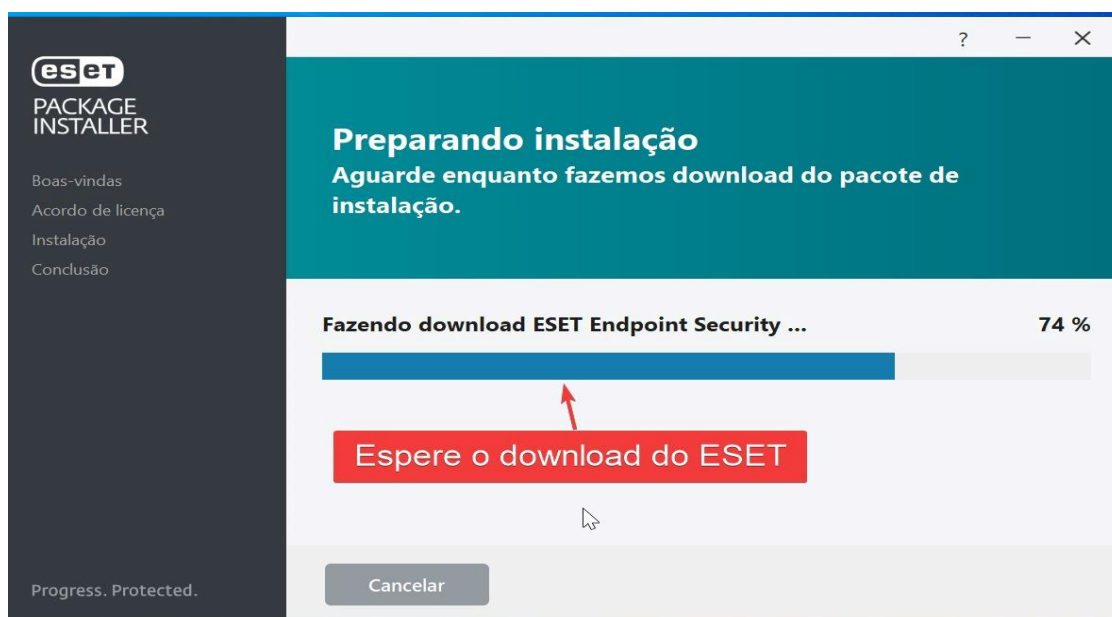 ?
eset
PACKAGE
INSTALLER
Boas-vindas
Acordo de licença
Instalação
Conclusão
Progress. Protected.
Preparando instalação
Aguarde enquanto fazemos download do pacote de
instalação.
Fazendo download ESET Endpoint Security ... 74 %
Espere o download do ESET
Cancelar